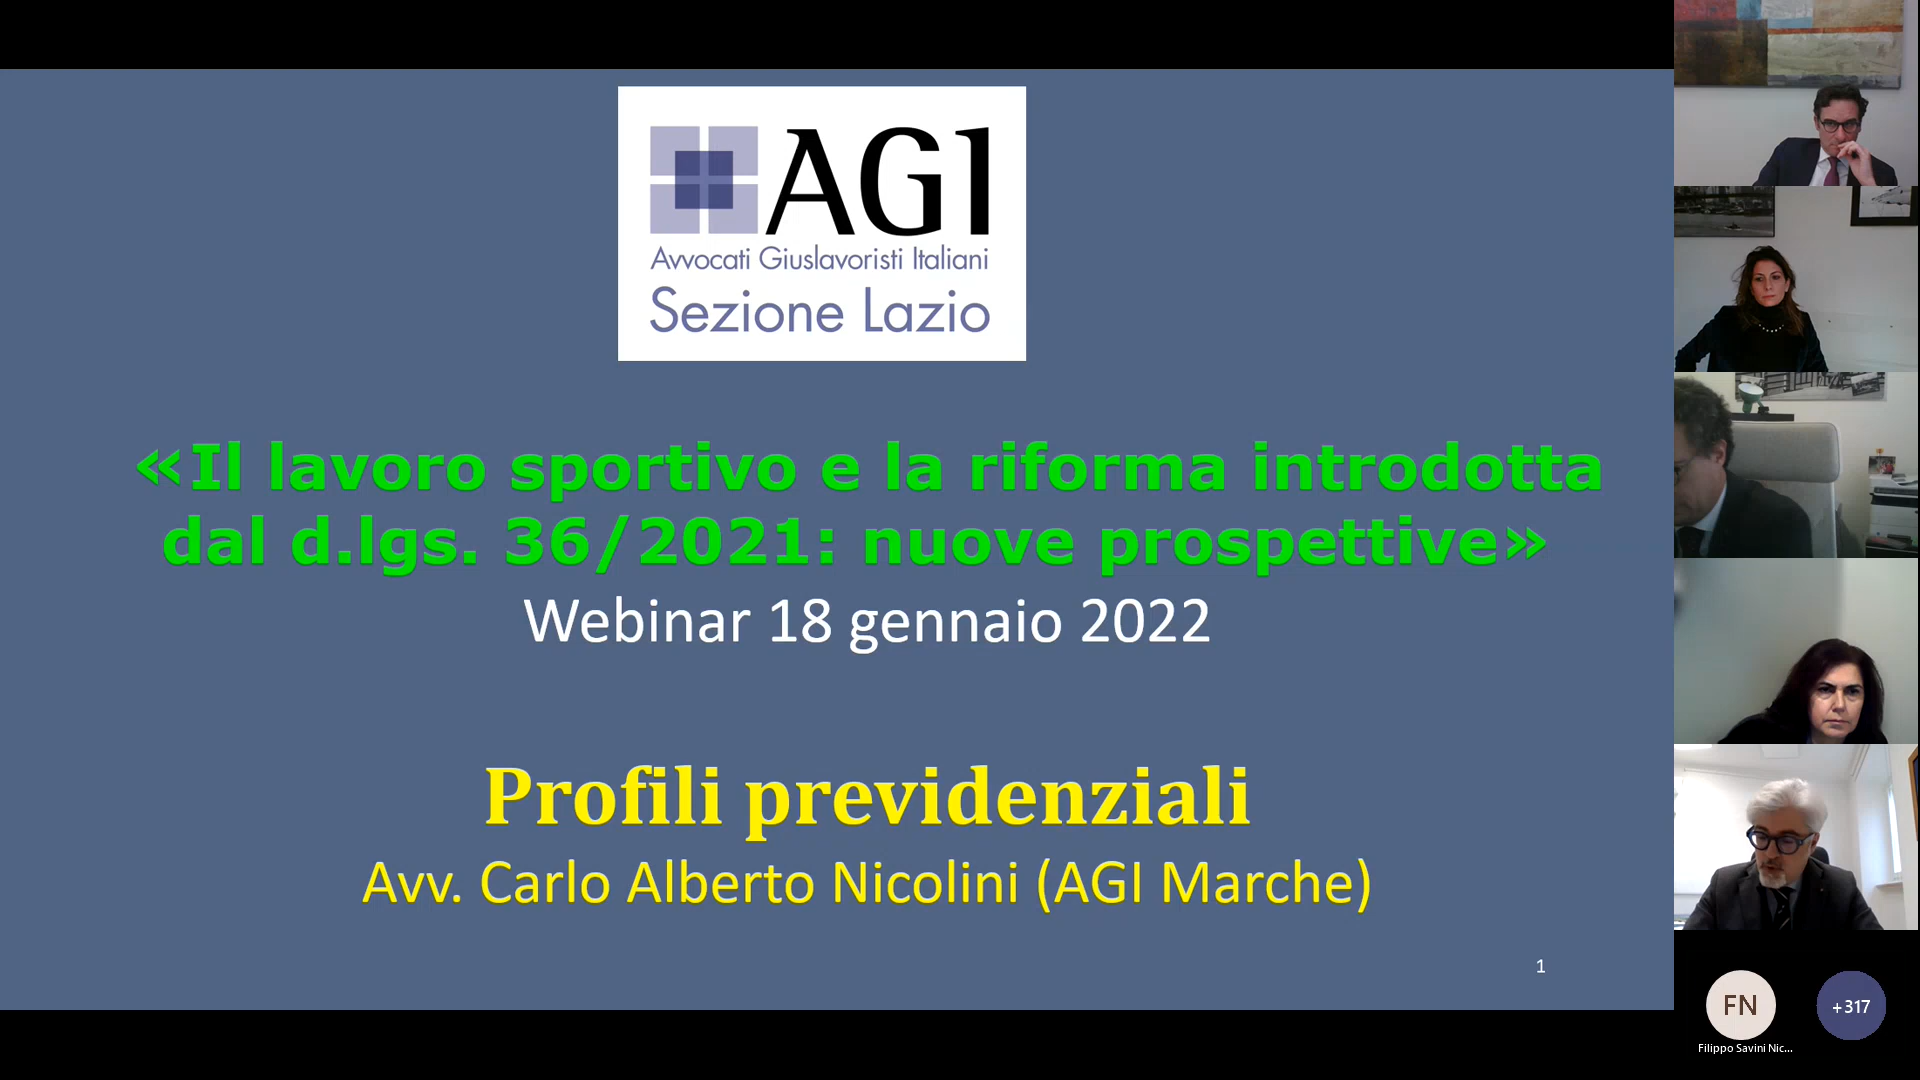 AGI
Avvocati Giuslavoristi Italiani
Sezione Lazio
«Il lavoro sportivo e la riforma introdotta
dal d.lgs. 36/2021: nuove prospettive»
Webinar 18 gennaio 2022
Profili previdenziali
Avv. Carlo Alberto Nicolini (AGI Marche)
1
FN
+317
Filippo Savini Nic...